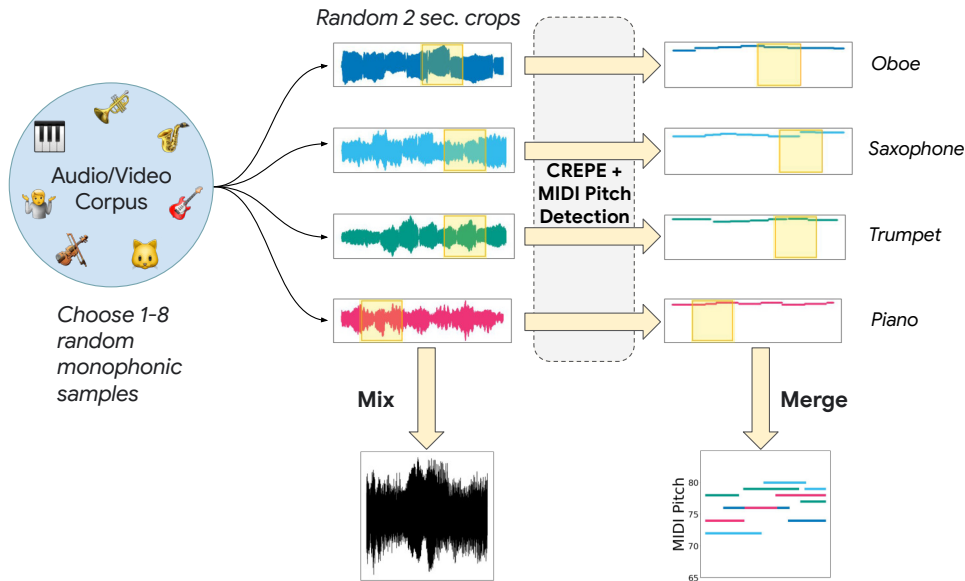 Random 2 sec. crops
Audio/Video
Corpus
Choose 1-8
random
monophonic
samples
CREPE +
MIDI Pitch
Detection
Oboe
Saxophone
Trumpet
Piano
Mix
Merge
MIDI Pitch
80
75
70
65